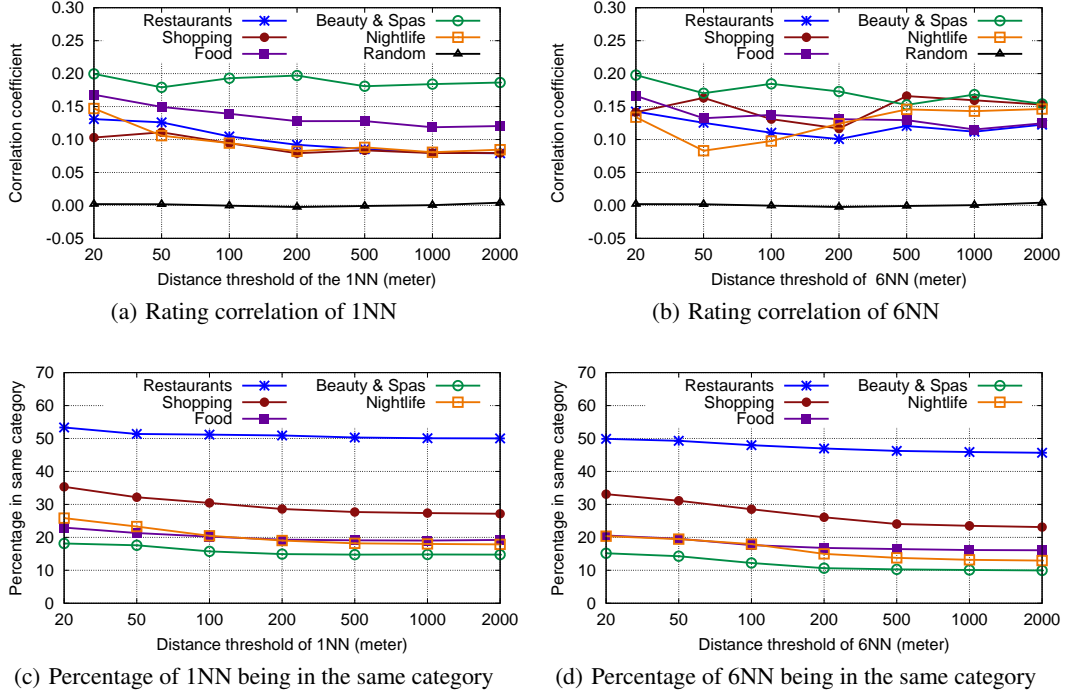 0.30
0.25
0.20
0.15
0.10
0.05
0.00
-0.05
Correlation coefficient
Restaurants
Shopping
Food
Beauty & Spas
Nightlife
Random
20 50 100 200 500 1000 2000
Distance threshold of the 1NN (meter)
(a) Rating correlation of 1NN
0.30
0.25
0.20
0.15
0.10
0.05
0.00
-0.05
Correlation coefficient
Restaurants
Shopping
Food
Beauty & Spas
Nightlife
Random
20 50 100 200 500 1000 2000
Distance threshold of 6NN (meter)
(b) Rating correlation of 6NN
70
60
50
40
30
20
10
0
Percentage in same category
Restaurants
Shopping
Food
Beauty & Spas
Nightlife
20 50 100 200 500 1000 2000
Distance threshold of 1NN (meter)
(c) Percentage of 1NN being in the same category
70
60
50
40
30
20
10
0
Percentage in same category
Restaurants
Shopping
Food
Beauty & Spas
Nightlife
20 50 100 200 500 1000 2000
Distance threshold of 6NN (meter)
(d) Percentage of 6NN being in the same category